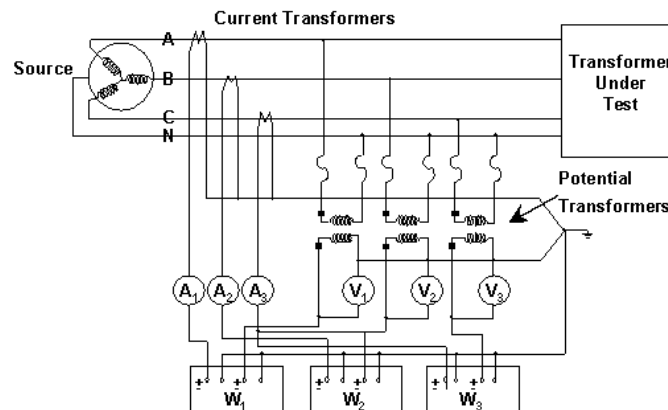 Current Transformers
A
Source
B
C
N
Transformer
Under
Test
Potential
Transformers
A1
A2
A3
V1
V2
V3
± ±
± ±
± ±
W1
W2
W3